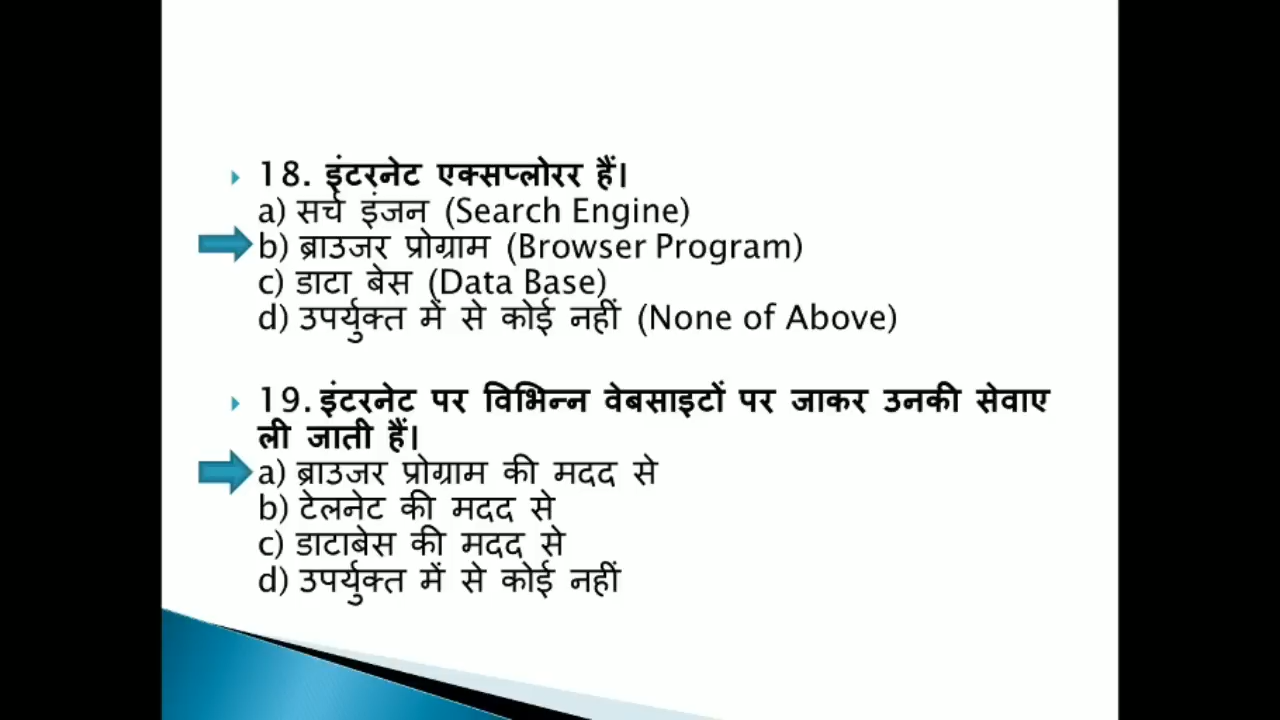 18. इंटरनेट एक्सप्लोरर हैं।
a) सर्च इंजन (Search Engine)
b) ब्राउजर प्रोग्राम (Browser Program)
c) डाटा बेस (Data Base)
d) उपर्युक्त में से कोई नहीं (None of Above)
19. इंटरनेट पर विभिन्न वेबसाइटों पर जाकर उनकी सेवाए
ली जाती हैं।
a) ब्राउजर प्रोग्राम की मदद से
b) टेलनेट की मदद से
c) डाटाबेस की मदद से
d) उपर्युक्त में से कोई नहीं